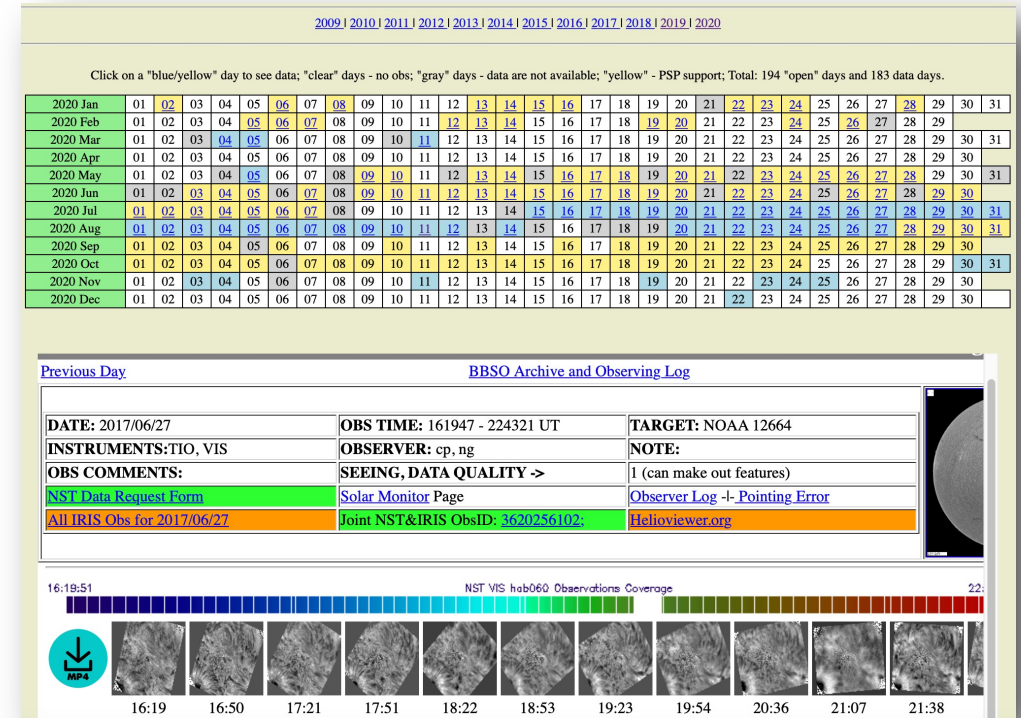 2009 | 2010 | 2011 | 2012 | 2013 | 2014 | 2015 | 2016 | 2017 | 2018 | 2019 | 2020
Click on a "blue/yellow" day to see data; "clear" days - no obs; "gray" days - data are not available; "yellow" - PSP support; Total: 194 "open" days and 183 data days.
2020 Jan 01 02 03 04 05 06 07 08 09 10 11 12 13 14 15 16 17 18 19 20 21 22 23 24 25 26 27 28 29 30 31
2020 Feb 01 02 03 04 05 06 07 08 09 10 11 12 13 14 15 16 17 18 19 20 21 22 23 24 25 26 27 28 29
2020 Mar 01 02 03 04 05 06 07 08 09 10 11 12 13 14 15 16 17 18 19 20 21 22 23 24 25 26 27 28 29 30 31
2020 Apr 01 02 03 04 05 06 07 08 09 10 11 12 13 14 15 16 17 18 19 20 21 22 23 24 25 26 27 28 29 30
2020 May 01 02 03 04 05 06 07 08 09 10 11 12 13 14 15 16 17 18 19 20 21 22 23 24 25 26 27 28 29 30 31
2020 Jun 01 02 03 04 05 06 07 08 09 10 11 12 13 14 15 16 17 18 19 20 21 22 23 24 25 26 27 28 29 30
2020 Jul 01 02 03 04 05 06 07 08 09 10 11 12 13 14 15 16 17 18 19 20 21 22 23 24 25 26 27 28 29 30 31
2020 Aug 01 02 03 04 05 06 07 08 09 10 11 12 13 14 15 16 17 18 19 20 21 22 23 24 25 26 27 28 29 30 31
2020 Sep 01 02 03 04 05 06 07 08 09 10 11 12 13 14 15 16 17 18 19 20 21 22 23 24 25 26 27 28 29 30
2020 Oct 01 02 03 04 05 06 07 08 09 10 11 12 13 14 15 16 17 18 19 20 21 22 23 24 25 26 27 28 29 30 31
2020 Nov 01 02 03 04 05 06 07 08 09 10 11 12 13 14 15 16 17 18 19 20 21 22 23 24 25 26 27 28 29 30
2020 Dec 01 02 03 04 05 06 07 08 09 10 11 12 13 14 15 16 17 18 19 20 21 22 23 24 25 26 27 28 29 30
Previous Day BBSO Archive and Observing Log
DATE: 2017/06/27 OBS TIME: 161947 - 224321 UT TARGET: NOAA 12664
INSTRUMENTS:TIO, VIS OBSERVER: cp, ng NOTE:
OBS COMMENTS: SEEING, DATA QUALITY -> 1 (can make out features)
NST Data Request Form Solar Monitor Page Observer Log -|- Pointing Error
All IRIS Obs for 2017/06/27 Joint NST&IRIS ObsID: 3620256102; Helioviewer.org
16:19:51 NST VIS hab060 Observations Coverage 22:
MP4
16:19 16:50 17:21 17:51 18:22 18:53 19:23 19:54 20:36 21:07 21:38